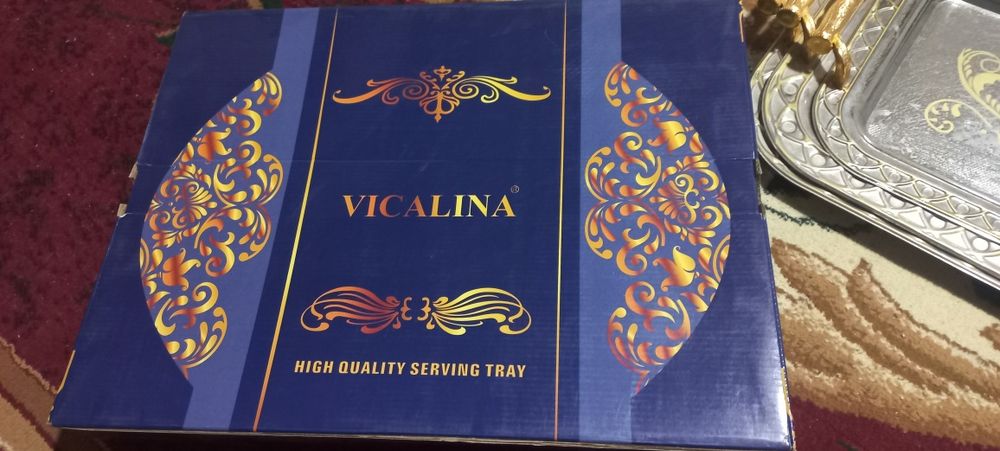 VICALINA®
HIGH QUALITY SERVING TRAY